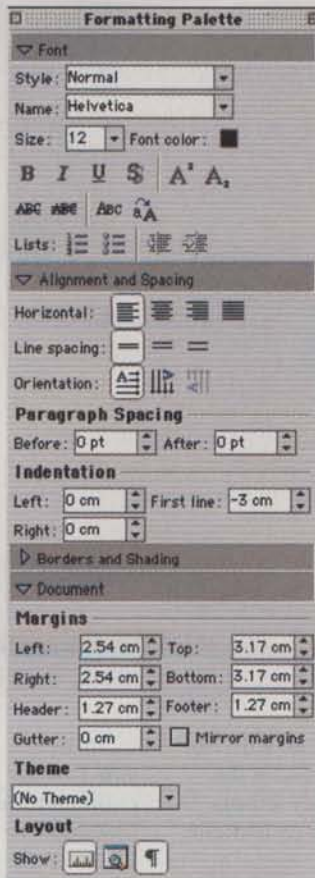 Formatting Palette
Font
Style: Normal
Name: Helvetica
Size: 12 Font color:
B I U S A² A₂
ABC ABC ABC aA
Lists: 1 2 3
Alignment and Spacing
Horizontal:
Line spacing:
Orientation: A
Paragraph Spacing
Before: 0 pt After: 0 pt
Indentation
Left: 0 cm First line: -3 cm
Right: 0 cm
Borders and Shading
Document
Margins
Left: 2.54 cm Top: 3.17 cm
Right: 2.54 cm Bottom: 3.17 cm
Header: 1.27 cm Footer: 1.27 cm
Gutter: 0 cm Mirror margins
Theme
(No Theme)
Layout
Show: ¶